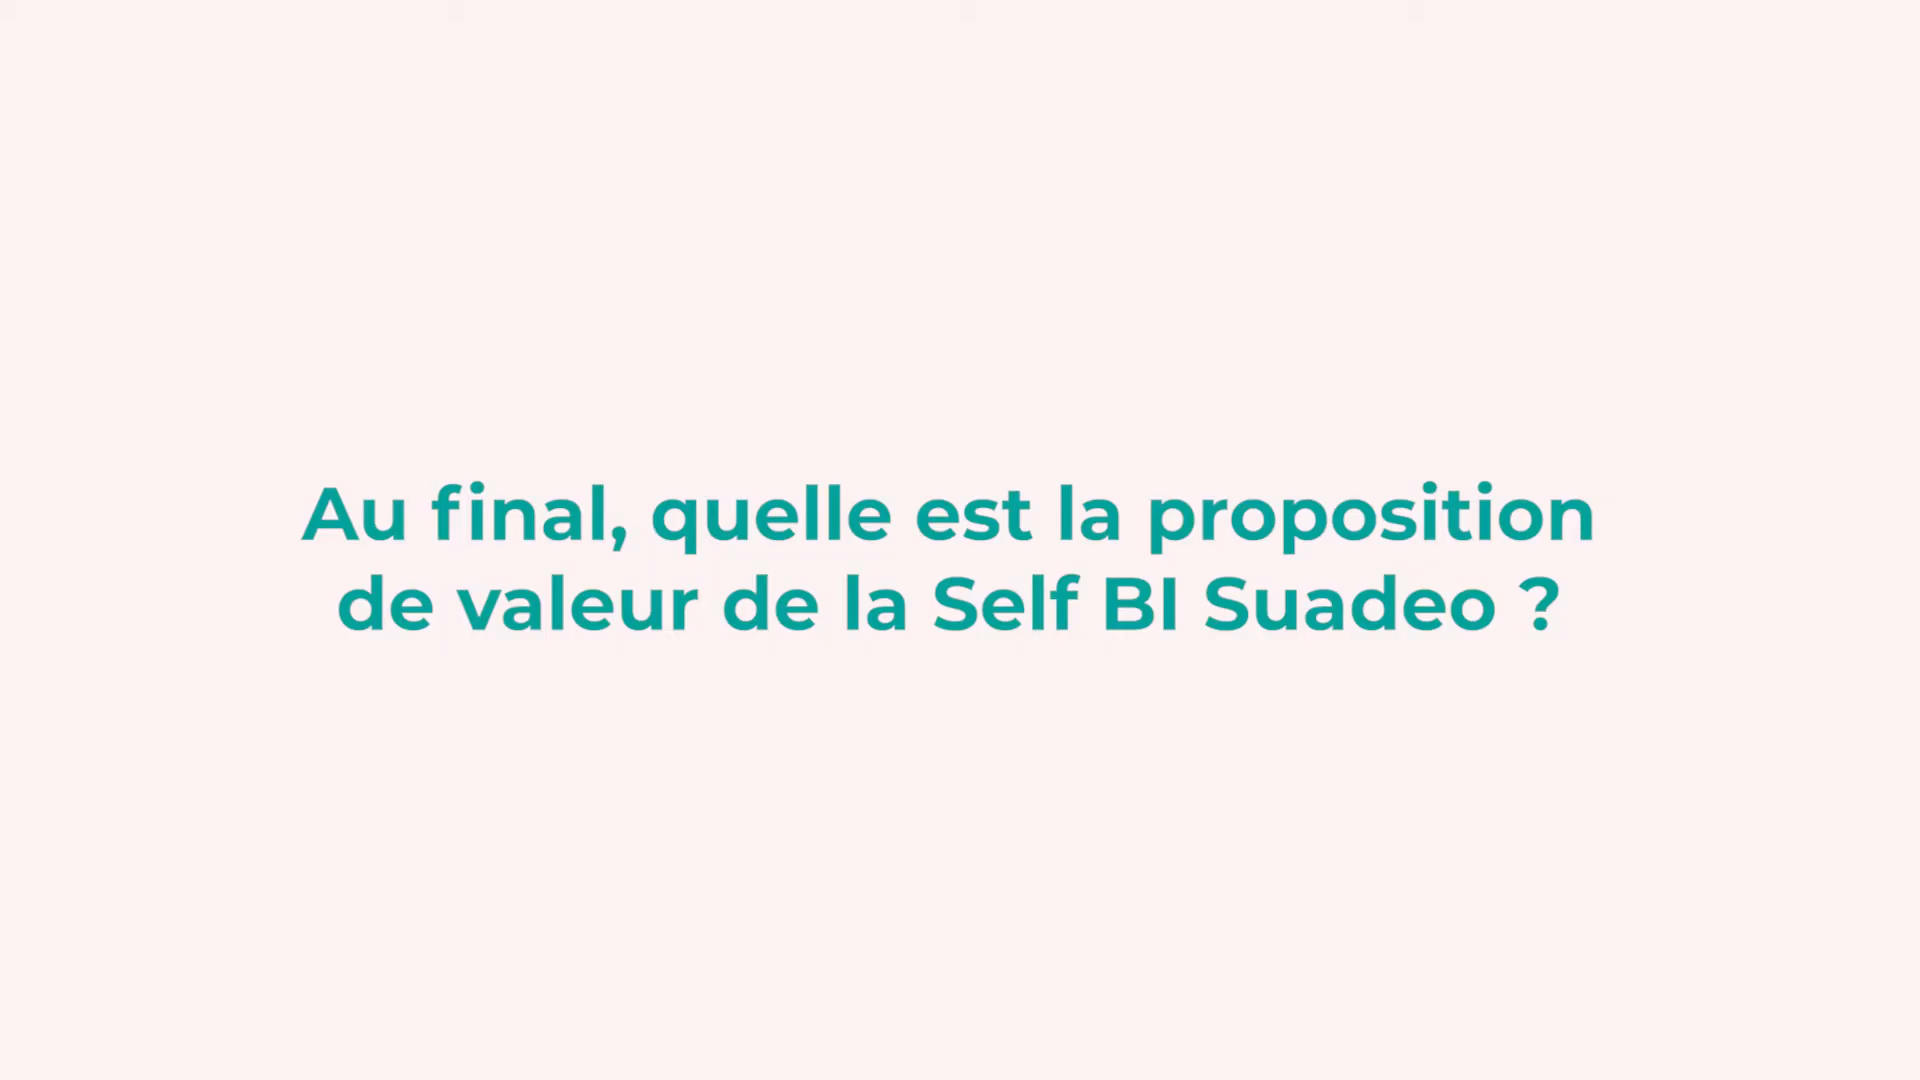 Au final, quelle est la proposition
de valeur de la Self BI Suadeo ?